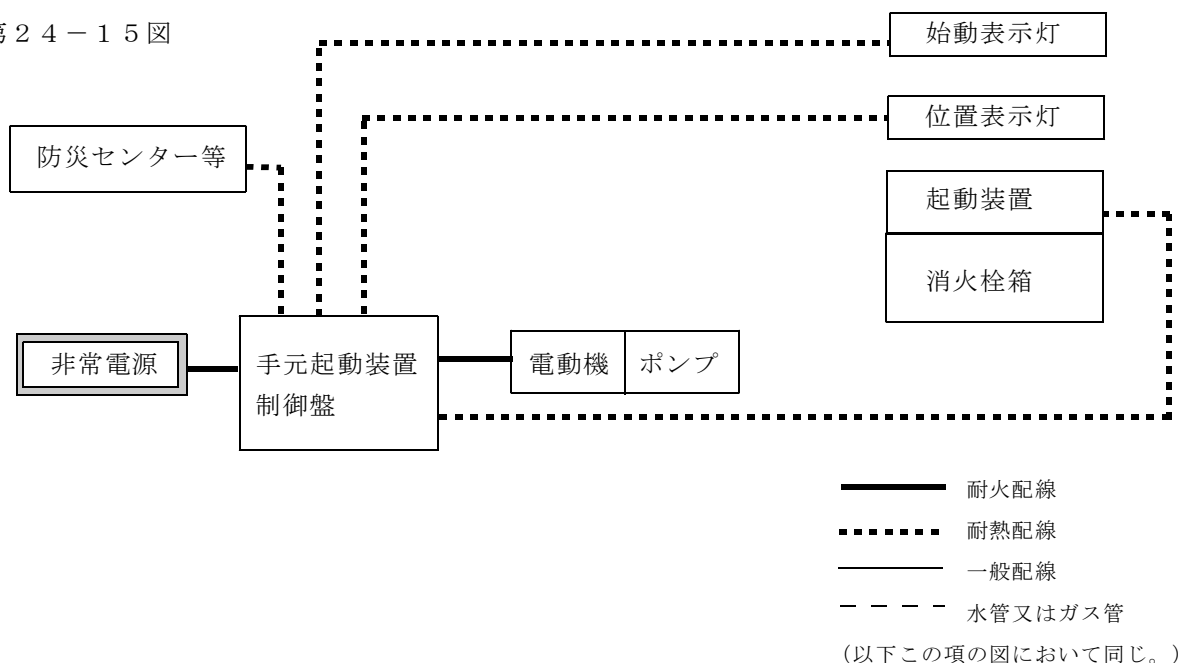 第２４－１５図
始動表示灯
位置表示灯
防災センター等
起動装置
消火栓箱
非常電源
手元起動装置
制御盤
電動機
ポンプ
耐火配線
耐熱配線
一般配線
水管又はガス管
（以下この項の図において同じ。）